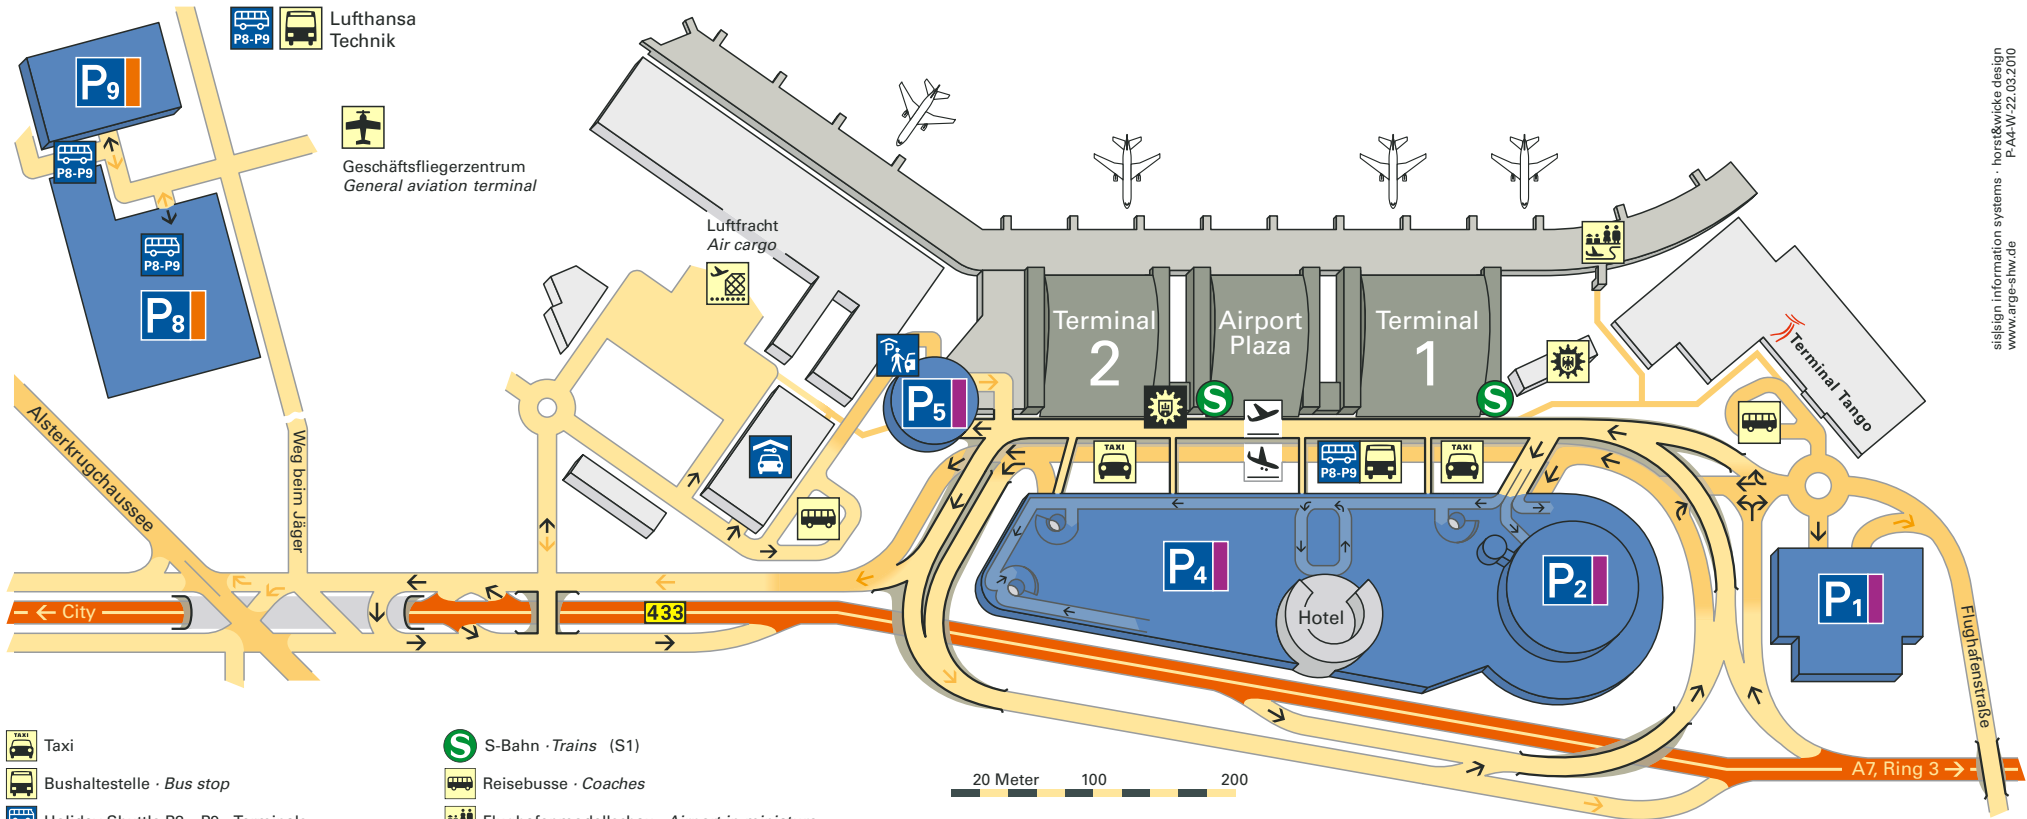 P8-P9
Lufthansa
Technik
P9
P8-P9
Geschäftsfliegerzentrum
General aviation terminal
P8-P9
P8
Luftfracht
Air cargo
P
P5
Terminal
2
Airport
Plaza
Terminal
1
S
S
Terminal Tango
TAXI
P8-P9
TAXI
P4
P2
P1
Hotel
Alsterkrugchaussee
Weg beim Jäger
City
433
A7, Ring 3
Flughafenstraße
sis|sign information systems · horst&wicke design
www.arge-shw.de P-A4-W-22.03.2010
TAXI
Taxi
Bushaltestelle · Bus stop
S
S-Bahn · Trains (S1)
Reisebusse · Coaches
20 Meter 100 200